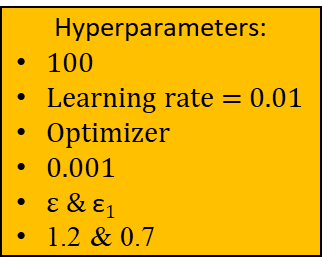 Hyperparameters:
• 100
• Learning rate = 0.01
• Optimizer
• 0.001
• ε & ε₁
• 1.2 & 0.7